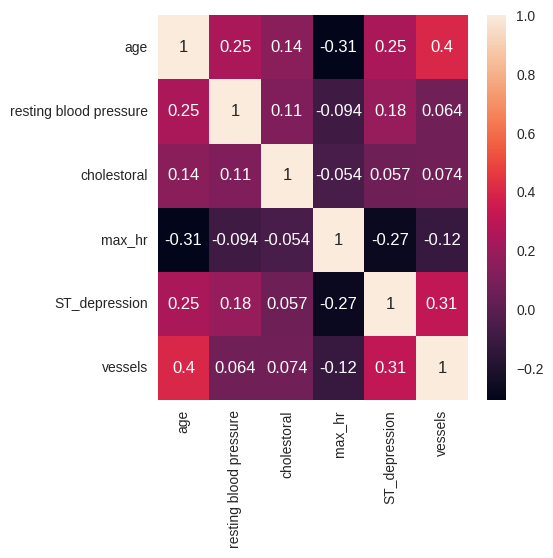 age 1 0.25 0.14 -0.31 0.25 0.4
resting blood pressure 0.25 1 0.11 -0.094 0.18 0.064
cholestoral 0.14 0.11 1 -0.054 0.057 0.074
max_hr -0.31 -0.094 -0.054 1 -0.27 -0.12
ST_depression 0.25 0.18 0.057 -0.27 1 0.31
vessels 0.4 0.064 0.074 -0.12 0.31 1
age
resting blood pressure
cholestoral
max_hr
ST_depression
vessels
1.0
0.8
0.6
0.4
0.2
0.0
−0.2